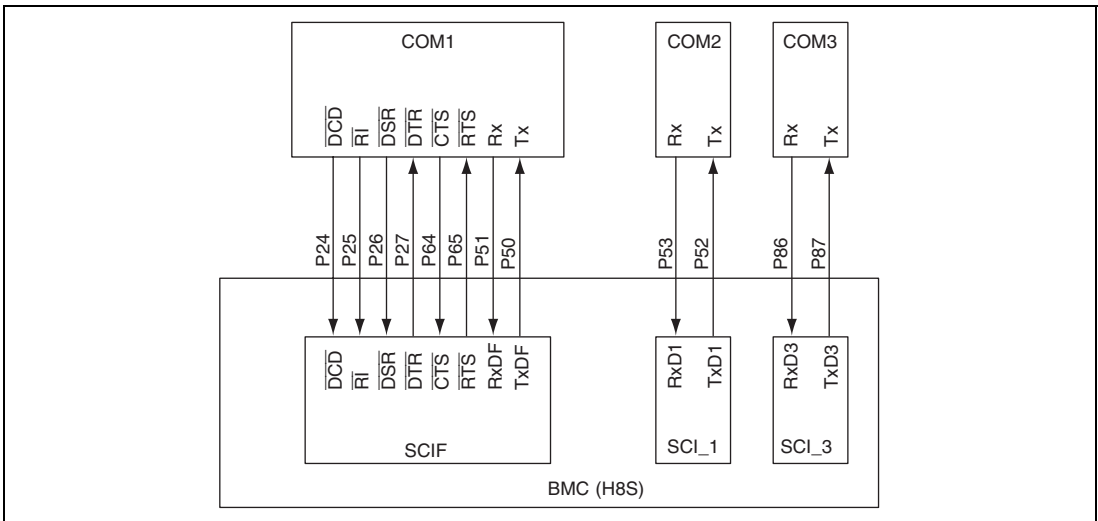 COM1 COM2 COM3
DCD RI DSR DTR CTS RTS Rx Tx Rx Tx Rx Tx
P24 P25 P26 P27 P64 P65 P51 P50 P53 P52 P86 P87
DCD RI DSR DTR CTS RTS RxDF TxDF RxD1 TxD1 RxD3 TxD3
SCIF SCI_1 SCI_3
BMC (H8S)